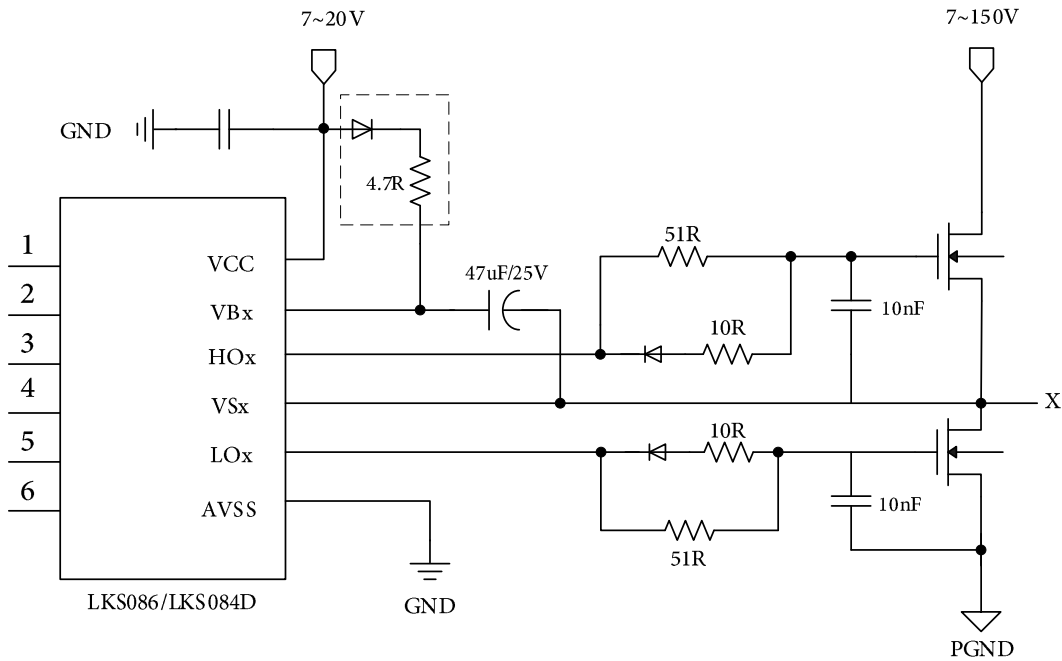 7~20V
7~150V
GND
4.7R
1
2
3
4
5
6
VCC
VBx
HOx
VSx
LOx
AVSS
47uF/25V
51R
10R
10nF
X
10R
51R
10nF
GND
PGND
LKS086/LKS084D